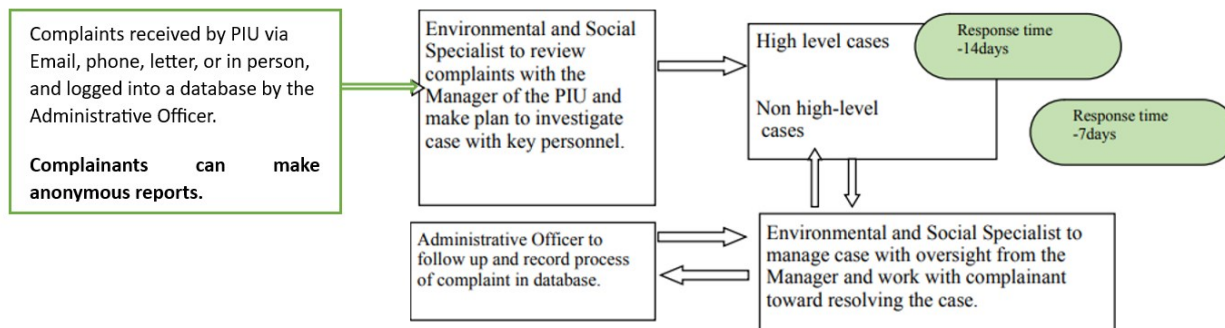 Complaints received by PIU via
Email, phone, letter, or in person,
and logged into a database by the
Administrative Officer.
Complainants can make
anonymous reports.
Environmental and Social
Specialist to review
complaints with the
Manager of the PIU and
make plan to investigate
case with key personnel.
High level cases
Non high-level
cases
Response time
-14days
Response time
-7days
Administrative Officer to
follow up and record process
of complaint in database.
Environmental and Social Specialist to
manage case with oversight from the
Manager and work with complainant
toward resolving the case.